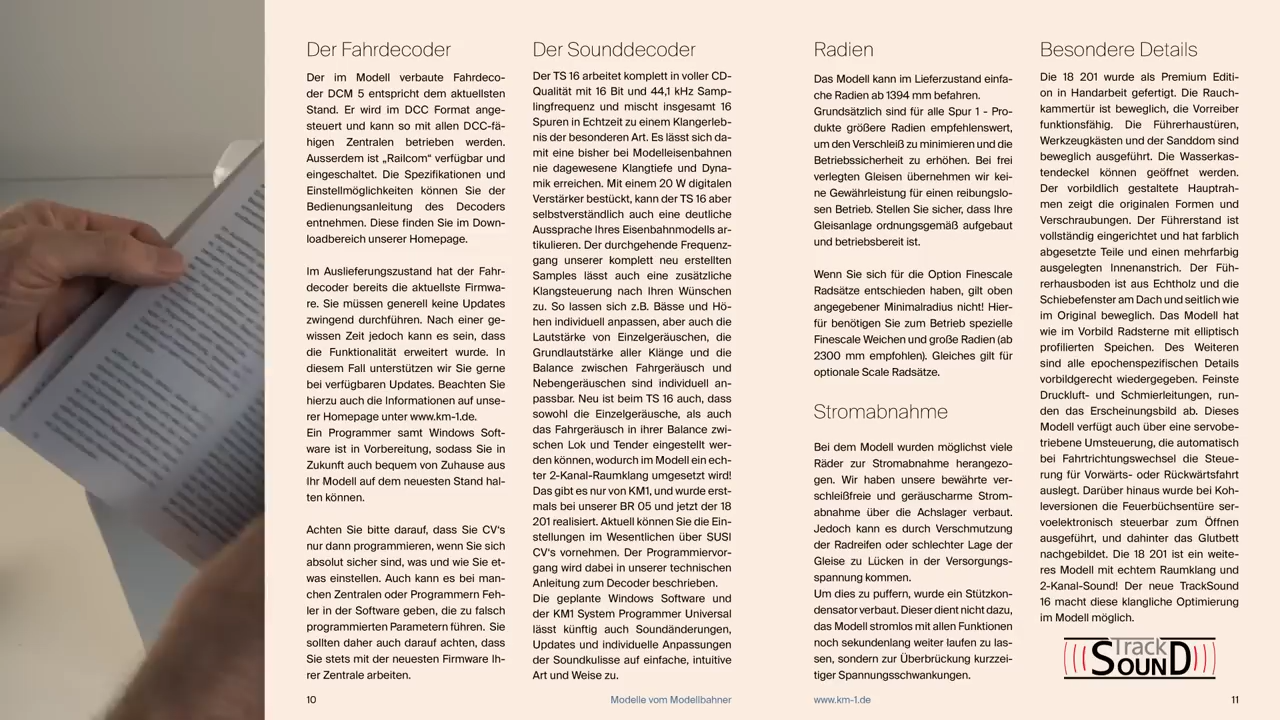 Der Fahrdecoder
Der im Modell verbaute Fahrdeco-
der DCM 5 entspricht dem aktuellsten
Stand. Er wird im DCC Format ange-
steuert und kann so mit allen DCC-fä-
higen Zentralen betrieben werden.
Ausserdem ist „Railcom“ verfügbar und
eingeschaltet. Die Spezifikationen und
Einstellmöglichkeiten können Sie der
Bedienungsanleitung des Decoders
entnehmen. Diese finden Sie im Down-
loadbereich unserer Homepage.
Im Auslieferungszustand hat der Fahr-
decoder bereits die aktuellste Firmwa-
re. Sie müssen generell keine Updates
zwingend durchführen. Nach einer ge-
wissen Zeit jedoch kann es sein, dass
die Funktionalität erweitert wurde. In
diesem Fall unterstützen wir Sie gerne
bei verfügbaren Updates. Beachten Sie
hierzu auch die Informationen auf unse-
rer Homepage unter www.km-1.de.
Ein Programmer samt Windows Soft-
ware ist in Vorbereitung, sodass Sie in
Zukunft auch bequem von Zuhause aus
Ihr Modell auf dem neuesten Stand hal-
ten können.
Achten Sie bitte darauf, dass Sie CV's
nur dann programmieren, wenn Sie sich
absolut sicher sind, was und wie Sie et-
was einstellen. Auch kann es bei man-
chen Zentralen oder Programmern Feh-
ler in der Software geben, die zu falsch
programmierten Parametern führen. Sie
sollten daher auch darauf achten, dass
Sie stets mit der neuesten Firmware Ih-
rer Zentrale arbeiten.
10
Der Sounddecoder
Der TS 16 arbeitet komplett in voller CD-
Qualität mit 16 Bit und 44,1 kHz Samp-
lingfrequenz und mischt insgesamt 16
Spuren in Echtzeit zu einem Klangerleb-
nis der besonderen Art. Es lässt sich da-
mit eine bisher bei Modelleisenbahnen
nie dagewesene Klangtiefe und Dyna-
mik erreichen. Mit einem 20 W digitalen
Verstärker bestückt, kann der TS 16 aber
selbstverständlich auch eine deutliche
Aussprache Ihres Eisenbahnmodells ar-
tikulieren. Der durchgehende Frequenz-
gang unserer komplett neu erstellten
Samples lässt auch eine zusätzliche
Klangsteuerung nach Ihren Wünschen
zu. So lassen sich z.B. Bässe und Hö-
hen individuell anpassen, aber auch die
Lautstärke von Einzelgeräuschen, die
Grundlautstärke aller Klänge und die
Balance zwischen Fahrgeräusch und
Nebengeräuschen sind individuell an-
passbar. Neu ist beim TS 16 auch, dass
sowohl die Einzelgeräusche, als auch
das Fahrgeräusch in ihrer Balance zwi-
schen Lok und Tender eingestellt wer-
den können, wodurch im Modell ein ech-
ter 2-Kanal-Raumklang umgesetzt wird!
Das gibt es nur von KM1, und wurde erst-
mals bei unserer BR 05 und jetzt der 18
201 realisiert. Aktuell können Sie die Ein-
stellungen im Wesentlichen über SUSI
CV's vornehmen. Der Programmiervor-
gang wird dabei in unserer technischen
Anleitung zum Decoder beschrieben.
Die geplante Windows Software und
der KM1 System Programmer Universal
lässt künftig auch Soundänderungen,
Updates und individuelle Anpassungen
der Soundkulisse auf einfache, intuitive
Art und Weise zu.
Modelle vom Modellbahner
Radien
Das Modell kann im Lieferzustand einfa-
che Radien ab 1394 mm befahren.
Grundsätzlich sind für alle Spur 1 - Pro-
dukte größere Radien empfehlenswert,
um den Verschleiß zu minimieren und die
Betriebssicherheit zu erhöhen. Bei frei
verlegten Gleisen übernehmen wir kei-
ne Gewährleistung für einen reibungslo-
sen Betrieb. Stellen Sie sicher, dass Ihre
Gleisanlage ordnungsgemäß aufgebaut
und betriebsbereit ist.
Wenn Sie sich für die Option Finescale
Radsätze entschieden haben, gilt oben
angegebener Minimalradius nicht! Hier-
für benötigen Sie zum Betrieb spezielle
Finescale Weichen und große Radien (ab
2300 mm empfohlen). Gleiches gilt für
optionale Scale Radsätze.
Stromabnahme
Bei dem Modell wurden möglichst viele
Räder zur Stromabnahme herangezo-
gen. Wir haben unsere bewährte ver-
schleißfreie und geräuscharme Strom-
abnahme über die Achslager verbaut.
Jedoch kann es durch Verschmutzung
der Radreifen oder schlechter Lage der
Gleise zu Lücken in der Versorgungs-
spannung kommen.
Um dies zu puffern, wurde ein Stützkon-
densator verbaut. Dieser dient nicht dazu,
das Modell stromlos mit allen Funktionen
noch sekundenlang weiter laufen zu las-
sen, sondern zur Überbrückung kurzzei-
tiger Spannungsschwankungen.
www.km-1.de
Besondere Details
Die 18 201 wurde als Premium Editi-
on in Handarbeit gefertigt. Die Rauch-
kammertür ist beweglich, die Vorreiber
funktionsfähig. Die Führerhaustüren,
Werkzeugkästen und der Sanddom sind
beweglich ausgeführt. Die Wasserkas-
tendeckel können geöffnet werden.
Der vorbildlich gestaltete Hauptrah-
men zeigt die originalen Formen und
Verschraubungen. Der Führerstand ist
vollständig eingerichtet und hat farblich
abgesetzte Teile und einen mehrfarbig
ausgelegten Innenanstrich. Der Füh-
rerhausboden ist aus Echtholz und die
Schiebefenster am Dach und seitlich wie
im Original beweglich. Das Modell hat
wie im Vorbild Radsterne mit elliptisch
profilierten Speichen. Des Weiteren
sind alle epochenspezifischen Details
vorbildgerecht wiedergegeben. Feinste
Druckluft- und Schmierleitungen, run-
den das Erscheinungsbild ab. Dieses
Modell verfügt auch über eine servobe-
triebene Umsteuerung, die automatisch
bei Fahrtrichtungswechsel die Steue-
rung für Vorwärts- oder Rückwärtsfahrt
auslegt. Darüber hinaus wurde bei Koh-
leversionen die Feuerbüchsentüre ser-
voelektronisch steuerbar zum Öffnen
ausgeführt, und dahinter das Glutbett
nachgebildet. Die 18 201 ist ein weite-
res Modell mit echtem Raumklang und
2-Kanal-Sound! Der neue TrackSound
16 macht diese klangliche Optimierung
im Modell möglich.
Track
SOUND
11